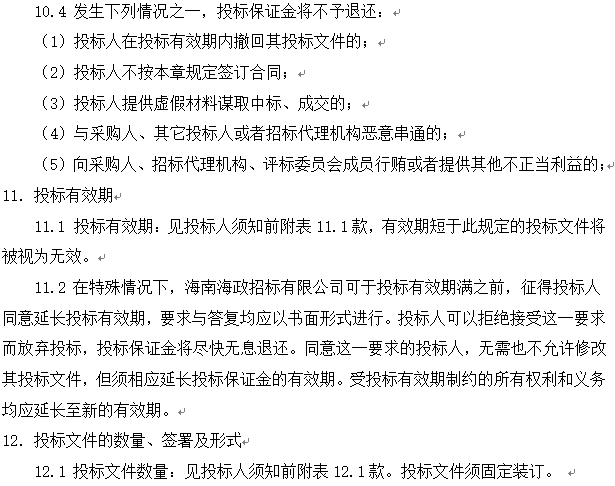 10.4 发生下列情况之一，投标保证金将不予退还：
（1）投标人在投标有效期内撤回其投标文件的；
（2）投标人不按本章规定签订合同；
（3）投标人提供虚假材料谋取中标、成交的；
（4）与采购人、其它投标人或者招标代理机构恶意串通的；
（5）向采购人、招标代理机构、评标委员会成员行贿或者提供其他不正当利益的；
11. 投标有效期
11.1 投标有效期：见投标人须知前附表 11.1 款，有效期短于此规定的投标文件将
被视为无效。
11.2 在特殊情况下，海南海政招标有限公司可于投标有效期满之前，征得投标人
同意延长投标有效期，要求与答复均应以书面形式进行。投标人可以拒绝接受这一要求
而放弃投标，投标保证金将尽快无息退还。同意这一要求的投标人，无需也不允许修改
其投标文件，但须相应延长投标保证金的有效期。受投标有效期制约的所有权利和义务
均应延长至新的有效期。
12. 投标文件的数量、签署及形式
12.1 投标文件数量：见投标人须知前附表 12.1 款。投标文件须固定装订。